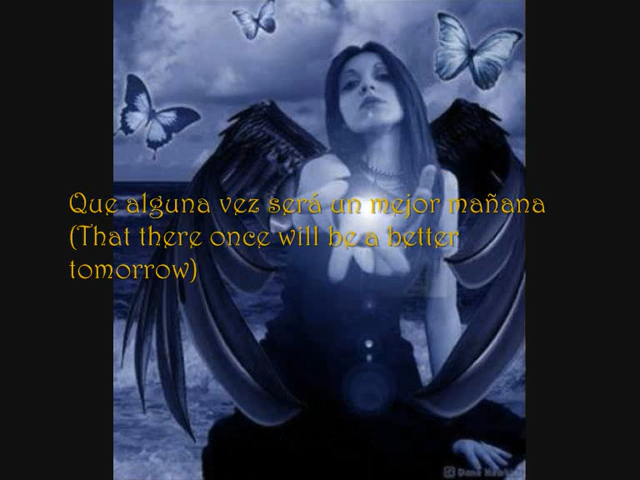 Que alguna vez será un mejor mañana
(That there once will be a better
tomorrow)